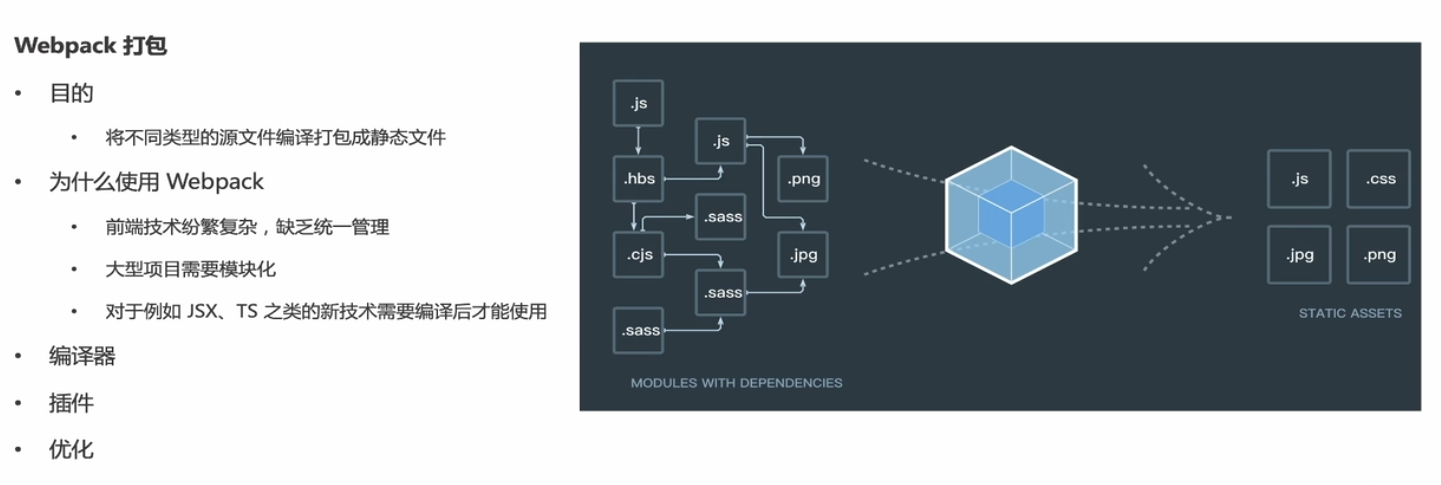 Webpack 打包
• 目的
• 将不同类型的源文件编译打包成静态文件
• 为什么使用 Webpack
• 前端技术纷繁复杂，缺乏统一管理
• 大型项目需要模块化
• 对于例如 JSX、TS 之类的新技术需要编译后才能使用
• 编译器
• 插件
• 优化
.js
.js
.hbs
.png
.sass
.cjs
.jpg
.sass
.sass
MODULES WITH DEPENDENCIES
.js
.css
.jpg
.png
STATIC ASSETS